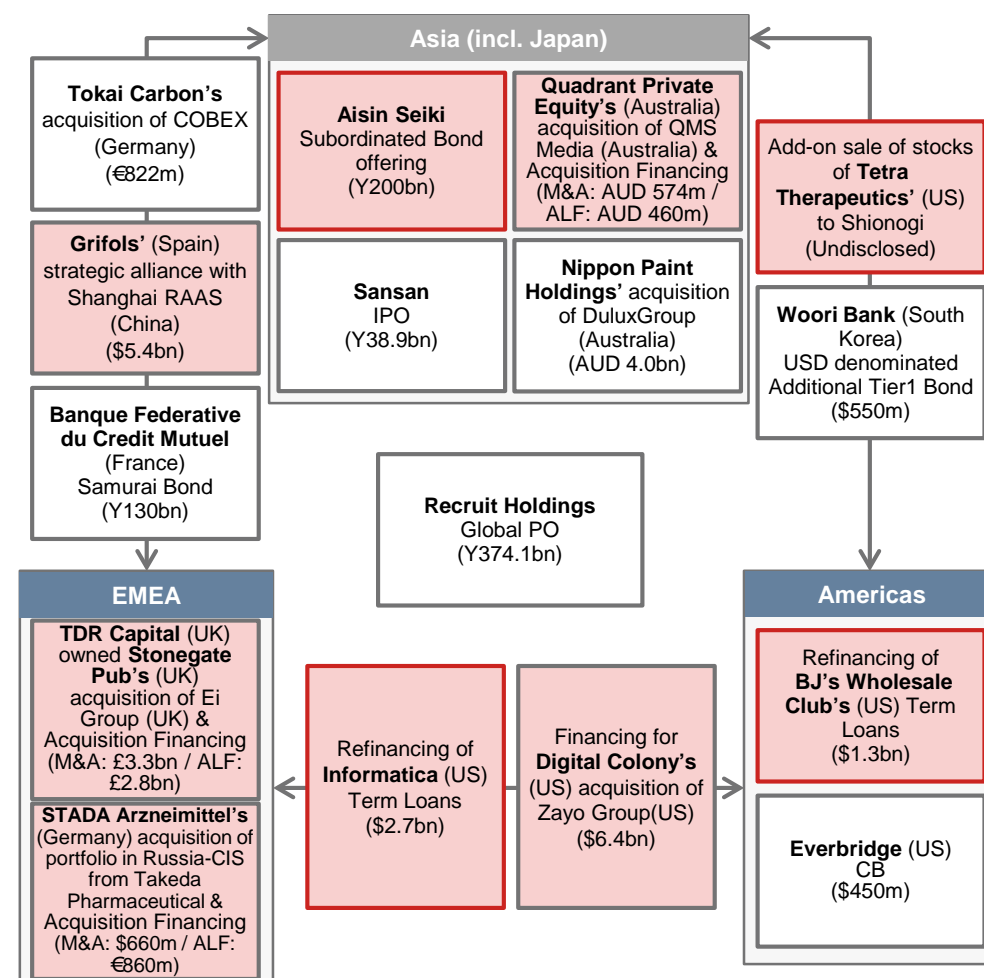 Asia (incl. Japan)
Tokai Carbon's
acquisition of COBEX
(Germany)
(€822m)
Grifols' (Spain)
strategic alliance with
Shanghai RAAS
(China)
($5.4bn)
Banque Federative
du Credit Mutuel
(France)
Samurai Bond
(Y130bn)
Aisin Seiki
Subordinated Bond
offering
(Y200bn)
Quadrant Private
Equity's (Australia)
acquisition of QMS
Media (Australia) &
Acquisition Financing
(M&A: AUD 574m /
ALF: AUD 460m)
Sansan
IPO
(Y38.9bn)
Nippon Paint
Holdings' acquisition
of DuluxGroup
(Australia)
(AUD 4.0bn)
Add-on sale of stocks
of Tetra
Therapeutics' (US)
to Shionogi
(Undisclosed)
Woori Bank (South
Korea)
USD denominated
Additional Tier1 Bond
($550m)
Recruit Holdings
Global PO
(Y374.1bn)
EMEA
TDR Capital (UK)
owned Stonegate
Pub's (UK)
acquisition of Ei
Group (UK) &
Acquisition Financing
(M&A: £3.3bn / ALF:
£2.8bn)
STADA Arzneimittel's
(Germany) acquisition of
portfolio in Russia-CIS
from Takeda
Pharmaceutical &
Acquisition Financing
(M&A: $660m / ALF:
€860m)
Refinancing of
Informatica (US)
Term Loans
($2.7bn)
Financing for
Digital Colony's
(US) acquisition of
Zayo Group(US)
($6.4bn)
Americas
Refinancing of
BJ's Wholesale
Club's (US) Term
Loans
($1.3bn)
Everbridge (US)
CB
($450m)